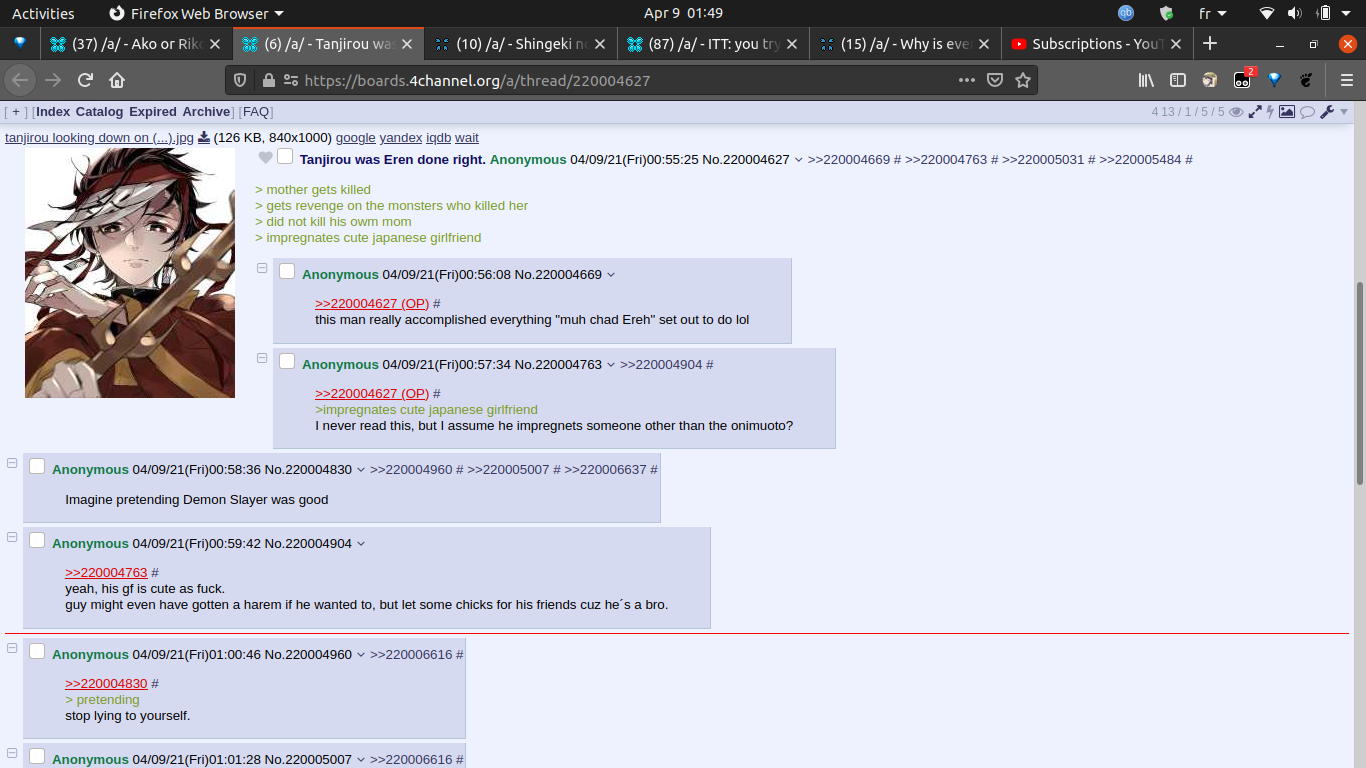 Activities
Firefox Web Browser
Apr 9 01:49
fr
(37) /a/ - Ako or Rik
(6) /a/ - Tanjirou was
(10) /a/ - Shingeki n
(87) /a/ - ITT: you try
(15) /a/ - Why is eve
Subscriptions - You
https://boards.4channel.org/a/thread/220004627
2
[ + ] [Index Catalog Expired Archive] [FAQ]
4 13 / 1 / 5 / 5
tanjirou looking down on (...).jpg (126 KB, 840x1000) google yandex iqdb wait
Tanjirou was Eren done right. Anonymous 04/09/21(Fri)00:55:25 No.220004627 >>220004669 # >>220004763 # >>220005031 # >>220005484 #
> mother gets killed
> gets revenge on the monsters who killed her
> did not kill his owm mom
> impregnates cute japanese girlfriend
Anonymous 04/09/21(Fri)00:56:08 No.220004669
>>220004627 (OP) #
this man really accomplished everything "muh chad Ereh" set out to do lol
Anonymous 04/09/21(Fri)00:57:34 No.220004763 >>220004904 #
>>220004627 (OP) #
>impregnates cute japanese girlfriend
I never read this, but I assume he impregnets someone other than the onimuoto?
Anonymous 04/09/21(Fri)00:58:36 No.220004830 >>220004960 # >>220005007 # >>220006637 #
Imagine pretending Demon Slayer was good
Anonymous 04/09/21(Fri)00:59:42 No.220004904
>>220004763 #
yeah, his gf is cute as fuck.
guy might even have gotten a harem if he wanted to, but let some chicks for his friends cuz he´s a bro.
Anonymous 04/09/21(Fri)01:00:46 No.220004960 >>220006616 #
>>220004830 #
> pretending
stop lying to yourself.
Anonymous 04/09/21(Fri)01:01:28 No.220005007 >>220006616 #